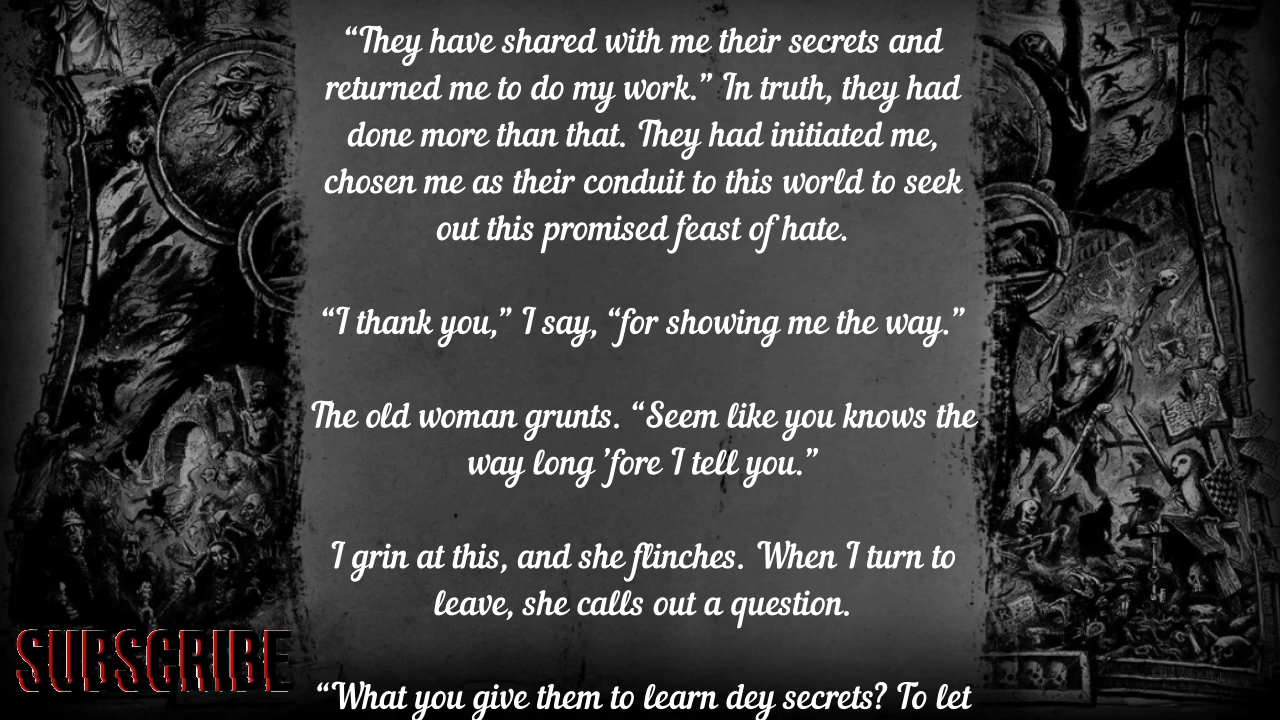 “They have shared with me their secrets and
returned me to do my work.” In truth, they had
done more than that. They had initiated me,
chosen me as their conduit to this world to seek
out this promised feast of hate.
“I thank you,” I say, “for showing me the way.”
The old woman grunts. “Seem like you knows the
way long ’fore I tell you.”
I grin at this, and she flinches. When I turn to
leave, she calls out a question.
SUBSCRIBE
“What you give them to learn dey secrets? To let